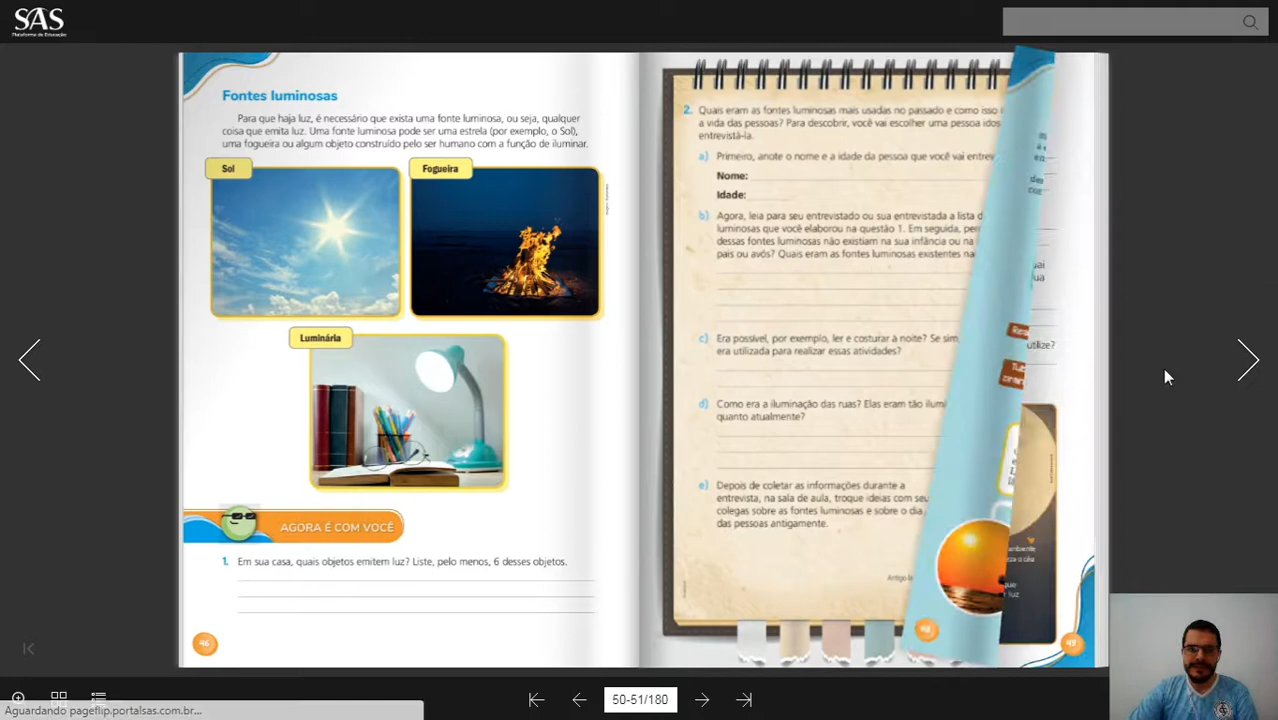 SAS
Plataforma de Educação
Fontes luminosas
Para que haja luz, é necessário que exista uma fonte luminosa, ou seja, qualquer
coisa que emita luz. Uma fonte luminosa pode ser uma estrela (por exemplo, o Sol),
uma fogueira ou algum objeto construído pelo ser humano com a função de iluminar.
Sol
Fogueira
Luminária
AGORA É COM VOCÊ
1. Em sua casa, quais objetos emitem luz? Liste, pelo menos, 6 desses objetos.
46
2. Quais eram as fontes luminosas mais usadas no passado e como isso i
a vida das pessoas? Para descobrir, você vai escolher uma pessoa idos
entrevistá-la.
a) Primeiro, anote o nome e a idade da pessoa que você vai entrev
Nome:
Idade:
b) Agora, leia para seu entrevistado ou sua entrevistada a lista d
luminosas que você elaborou na questão 1. Em seguida, per
dessas fontes luminosas não existiam na sua infância ou na
pais ou avós? Quais eram as fontes luminosas existentes na
c) Era possível, por exemplo, ler e costurar à noite? Se sim,
era utilizada para realizar essas atividades?
d) Como era a iluminação das ruas? Elas eram tão ilumi
quanto atualmente?
e) Depois de coletar as informações durante a
entrevista, na sala de aula, troque ideias com seu
colegas sobre as fontes luminosas e sobre o dia
das pessoas antigamente.
utilize?
48
49
50-51/180
Aguardando pageflip.portalsas.com.br...